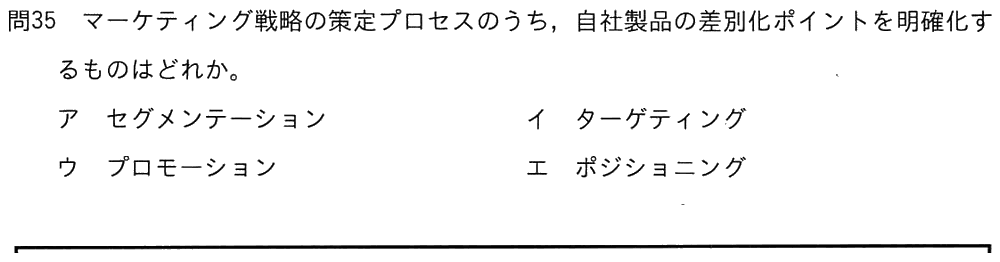 問35　マーケティング戦略の策定プロセスのうち，自社製品の差別化ポイントを明確化す
るものはどれか。
ア　セグメンテーション　イ　ターゲティング
ウ　プロモーション　エ　ポジショニング